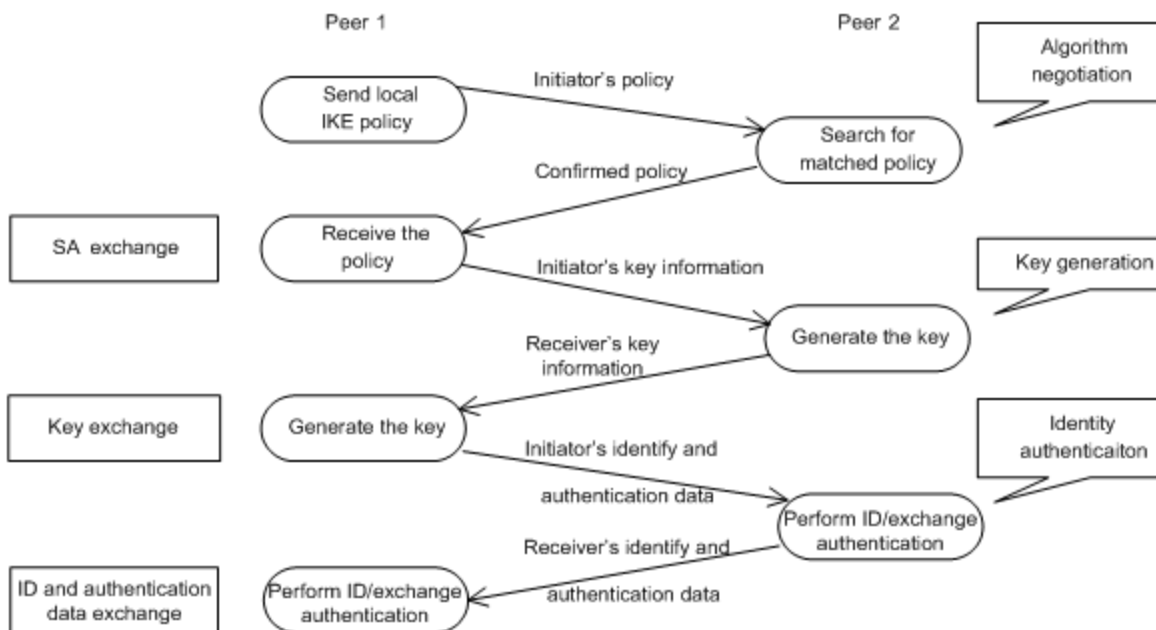 Peer 1
Peer 2
Algorithm
negotiation
Send local
IKE policy
Initiator's policy
Search for
matched policy
Confirmed policy
SA exchange
Receive the
policy
Initiator's key information
Key generation
Generate the key
Receiver`s key
information
Key exchange
Generate the key
Initiator's identify and
authentication data
Identity
authenticaiton
Perform ID/exchange
authentication
Receiver's identify and
authentication data
ID and authentication
data exchange
Perform ID/exchange
authentication